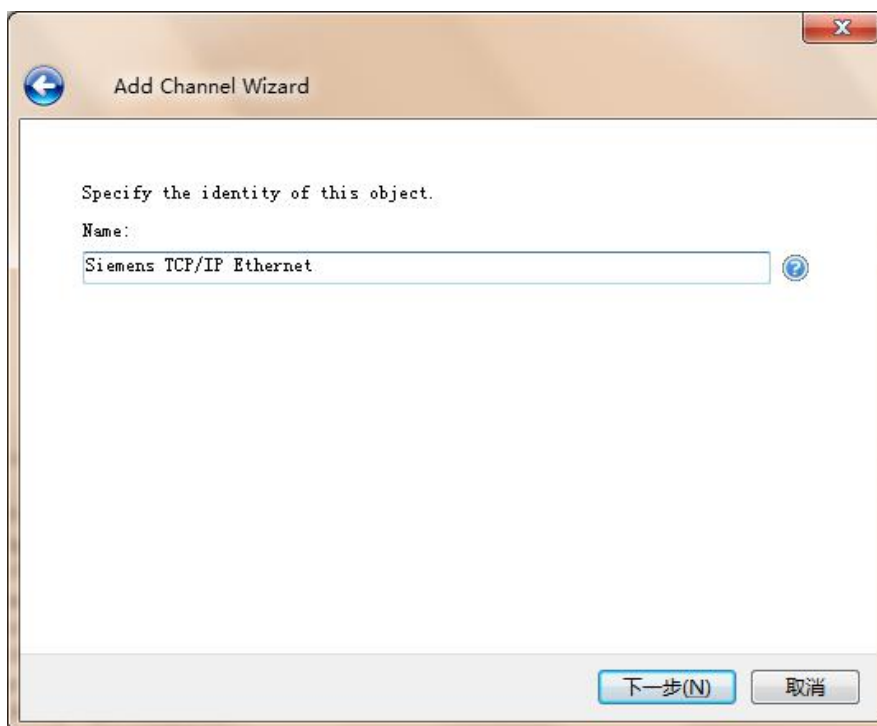 Add Channel Wizard
Specify the identity of this object.
Name:
Siemens TCP/IP Ethernet
下一步(N)
取消